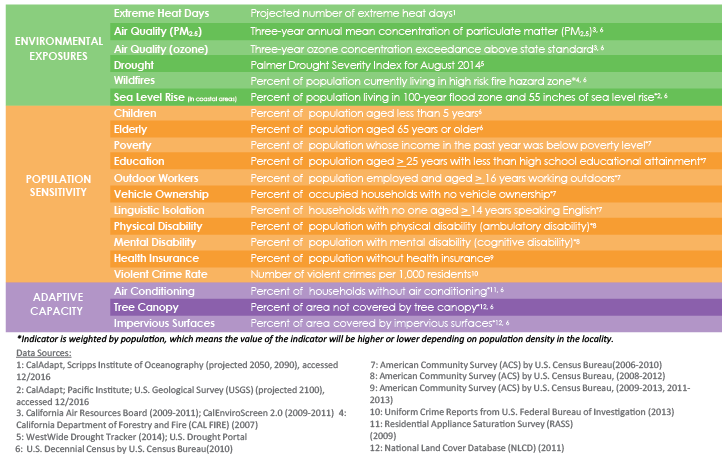 ENVIRONMENTAL
EXPOSURES
Extreme Heat Days Projected number of extreme heat days1
Air Quality (PM2.5) Three-year annual mean concentration of particulate matter (PM2.5)3, 6
Air Quality (ozone) Three-year ozone concentration exceedance above state standard3, 6
Drought Palmer Drought Severity Index for August 20145
Wildfires Percent of population currently living in high risk fire hazard zone*4, 6
Sea Level Rise (in coastal areas) Percent of population living in 100-year flood zone and 55 inches of sea level rise*2, 6
POPULATION
SENSITIVITY
Children Percent of population aged less than 5 years6
Elderly Percent of population aged 65 years or older6
Poverty Percent of population whose income in the past year was below poverty level*7
Education Percent of population aged > 25 years with less than high school educational attainment*7
Outdoor Workers Percent of population employed and aged > 16 years working outdoors*7
Vehicle Ownership Percent of occupied households with no vehicle ownership*7
Linguistic Isolation Percent of households with no one aged > 14 years speaking English*7
Physical Disability Percent of population with physical disability (ambulatory disability)*8
Mental Disability Percent of population with mental disability (cognitive disability)*8
Health Insurance Percent of population without health insurance9
Violent Crime Rate Number of violent crimes per 1,000 residents10
ADAPTIVE
CAPACITY
Air Conditioning Percent of households without air conditioning*11, 6
Tree Canopy Percent of area not covered by tree canopy*12, 6
Impervious Surfaces Percent of area covered by impervious surfaces*12, 6
*Indicator is weighted by population, which means the value of the indicator will be higher or lower depending on population density in the locality.
Data Sources:
1: CalAdapt, Scripps Institute of Oceanography (projected 2050, 2090), accessed
12/2016
2: CalAdapt; Pacific Institute; U.S. Geological Survey (USGS) (projected 2100),
accessed 12/2016
3. California Air Resources Board (2009-2011); CalEnviroScreen 2.0 (2009-2011) 4:
California Department of Forestry and Fire (CAL FIRE) (2007)
5: WestWide Drought Tracker (2014); U.S. Drought Portal
6: U.S. Decennial Census by U.S. Census Bureau(2010)
7: American Community Survey (ACS) by U.S. Census Bureau(2006-2010)
8: American Community Survey (ACS) by U.S. Census Bureau, (2008-2012)
9: American Community Survey (ACS) by U.S. Census Bureau, (2009-2013, 2011-
2013)
10: Uniform Crime Reports from U.S. Federal Bureau of Investigation (2013)
11: Residential Appliance Saturation Survey (RASS)
(2009)
12: National Land Cover Database (NLCD) (2011)